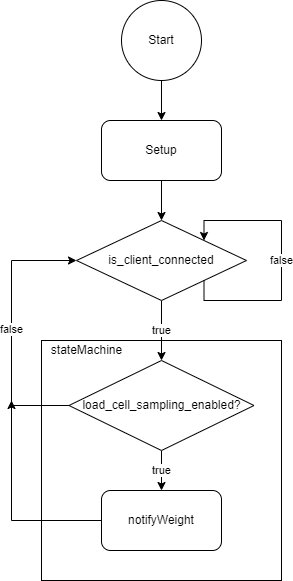 Start
Setup
is_client_connected
false
true
false
stateMachine
load_cell_sampling_enabled?
true
notifyWeight